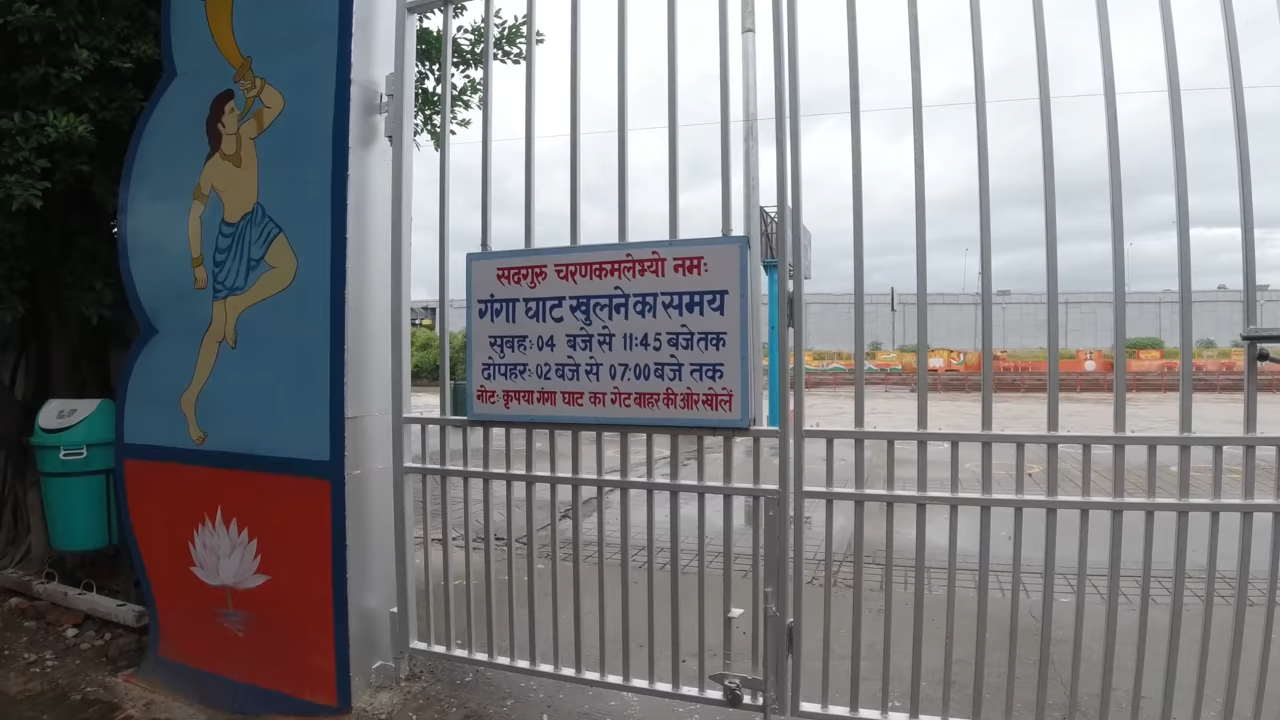 सदगुरु चरणकमलेभ्यो नमः
गंगा घाट खुलने का समय
सुबहः 04 बजे से 11:45 बजे तक
दोपहरः 02 बजे से 07:00 बजे तक
नोटः कृपया गंगा घाट का गेट बाहर की ओर खोलें